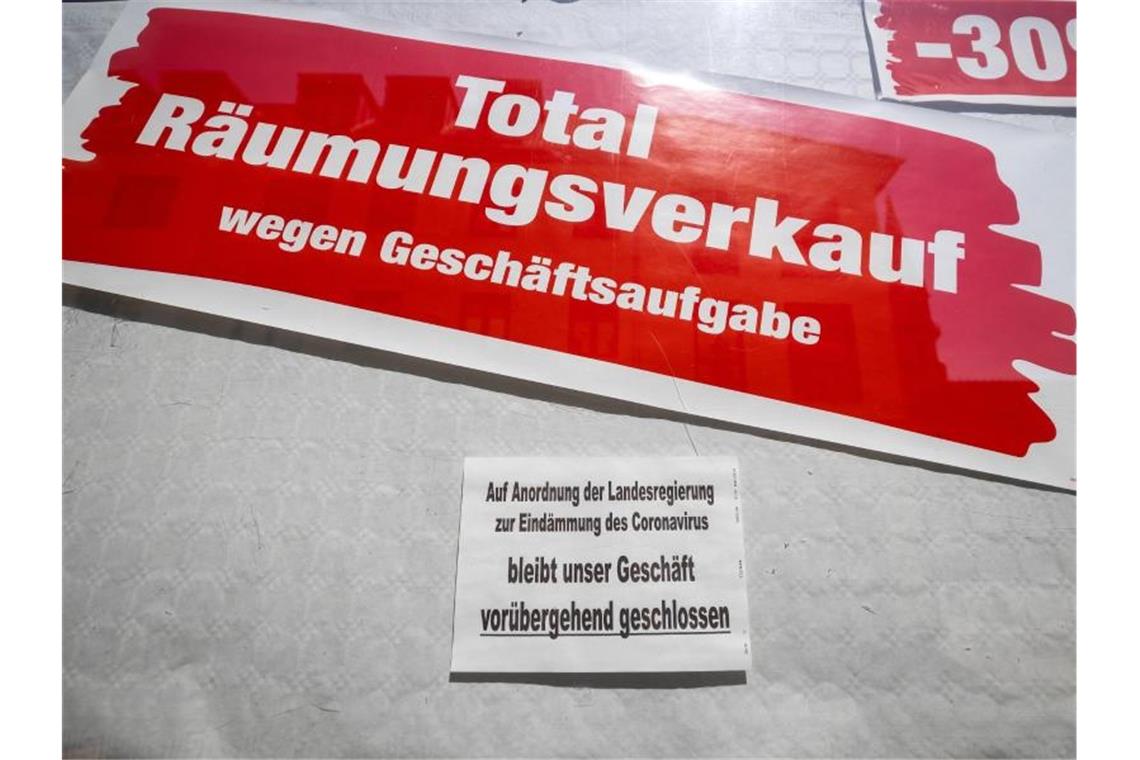 -30%
Total
Räumungsverkauf
wegen Geschäftsaufgabe
Auf Anordnung der Landesregierung
zur Eindämmung des Coronavirus
bleibt unser Geschäft
vorübergehend geschlossen